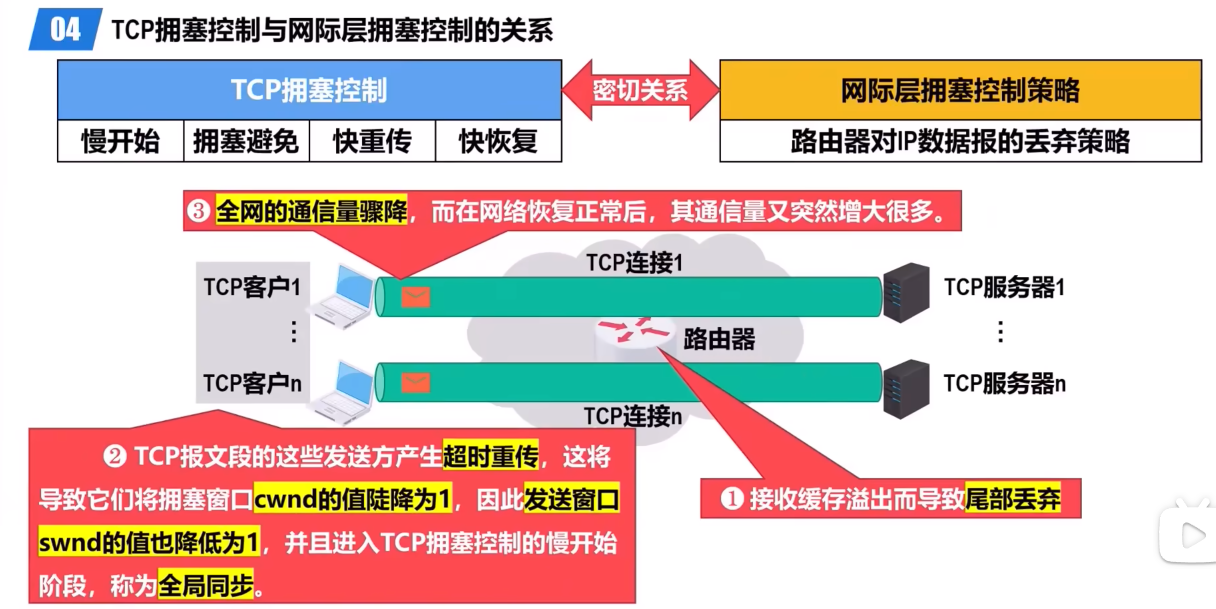 04 TCP拥塞控制与网际层拥塞控制的关系
TCP拥塞控制
密切关系
网际层拥塞控制策略
慢开始 拥塞避免 快重传 快恢复
路由器对IP数据报的丢弃策略
③ 全网的通信量骤降，而在网络恢复正常后，其通信量又突然增大很多。
TCP连接1
TCP客户1
TCP服务器1
⋮
路由器
⋮
TCP客户n
TCP服务器n
TCP连接n
② TCP报文段的这些发送方产生超时重传，这将
导致它们将拥塞窗口cwnd的值陡降为1，因此发送窗口
swnd的值也降低为1，并且进入TCP拥塞控制的慢开始
阶段，称为全局同步。
① 接收缓存溢出而导致尾部丢弃